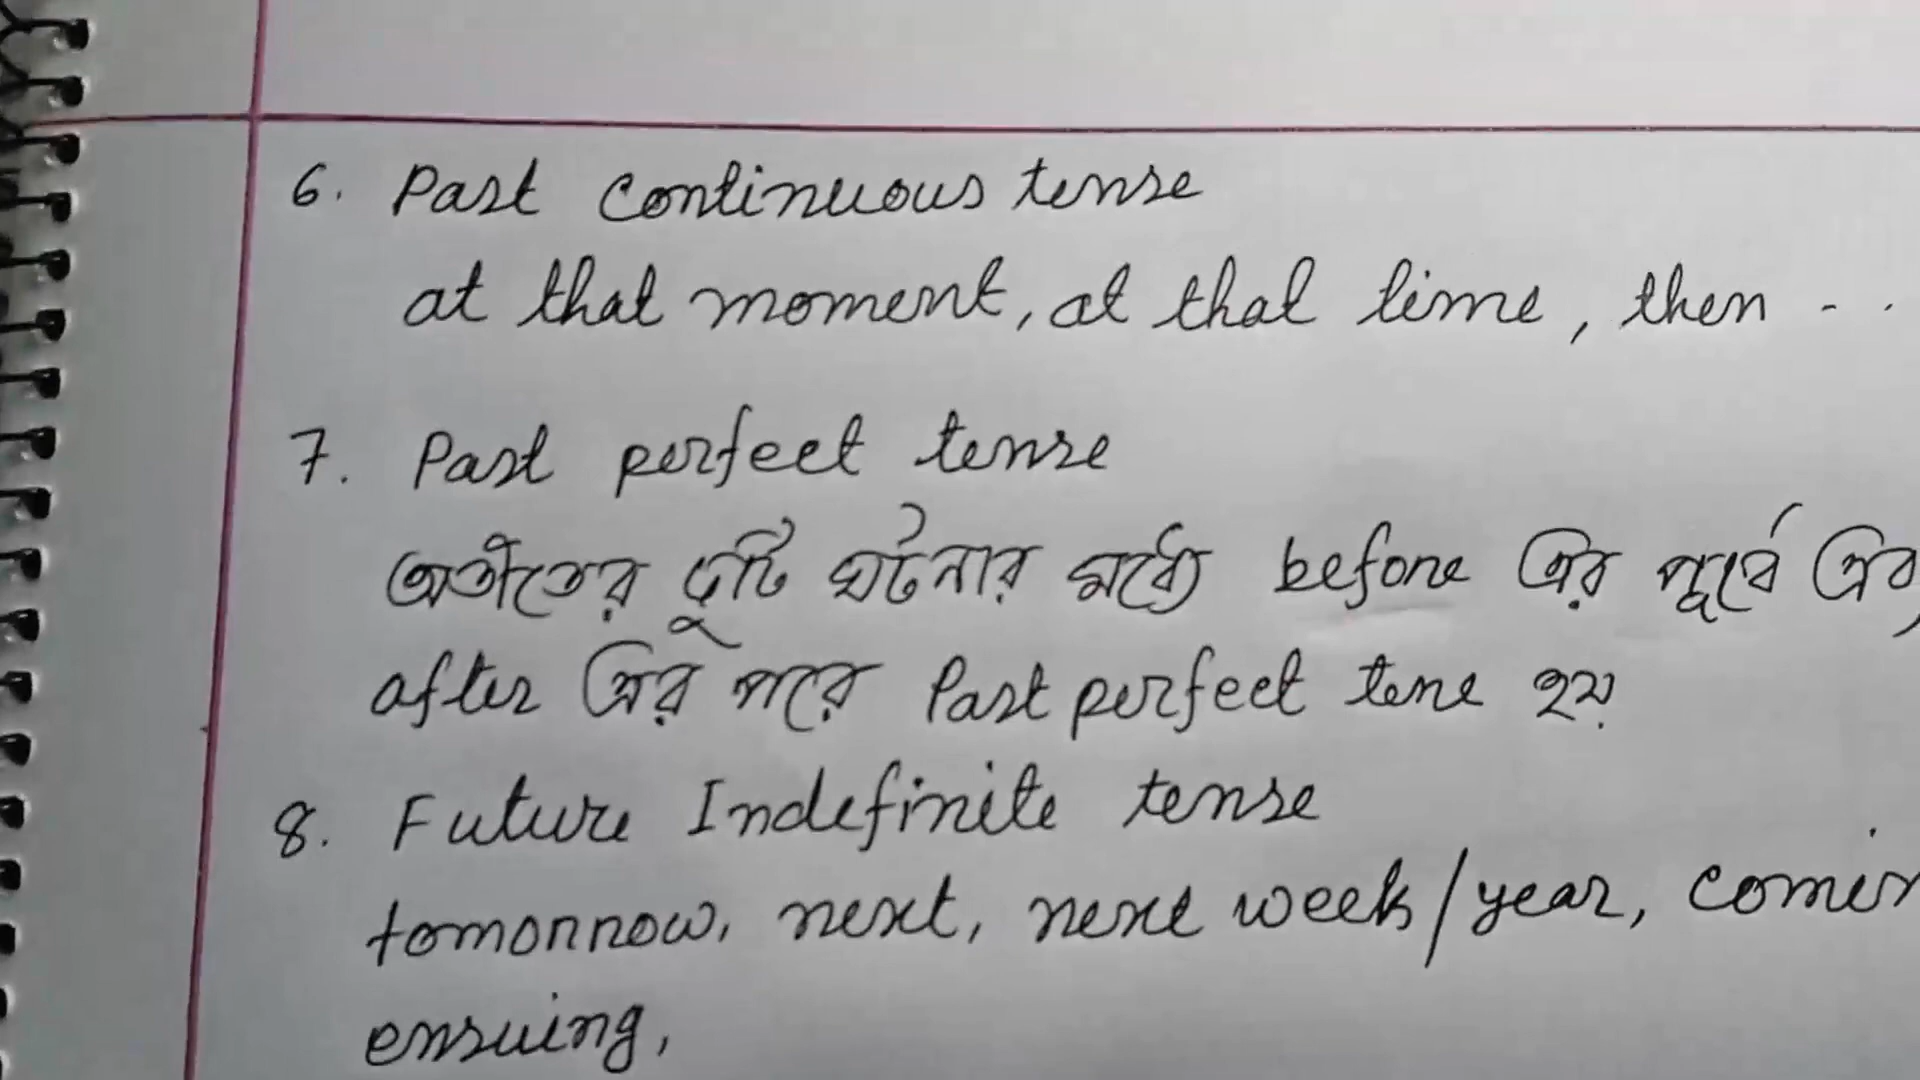 6. Past continuous tense
at that moment, at that time, then - .
7. Past perfect tense
অতীতের দুটি ঘটনার মধ্যে before এর পূর্বে এবং
after এর পরে Past perfect tene হয়
8. Future Indefinite tense
tomorrow, next, next week/year, comin
ensuing,